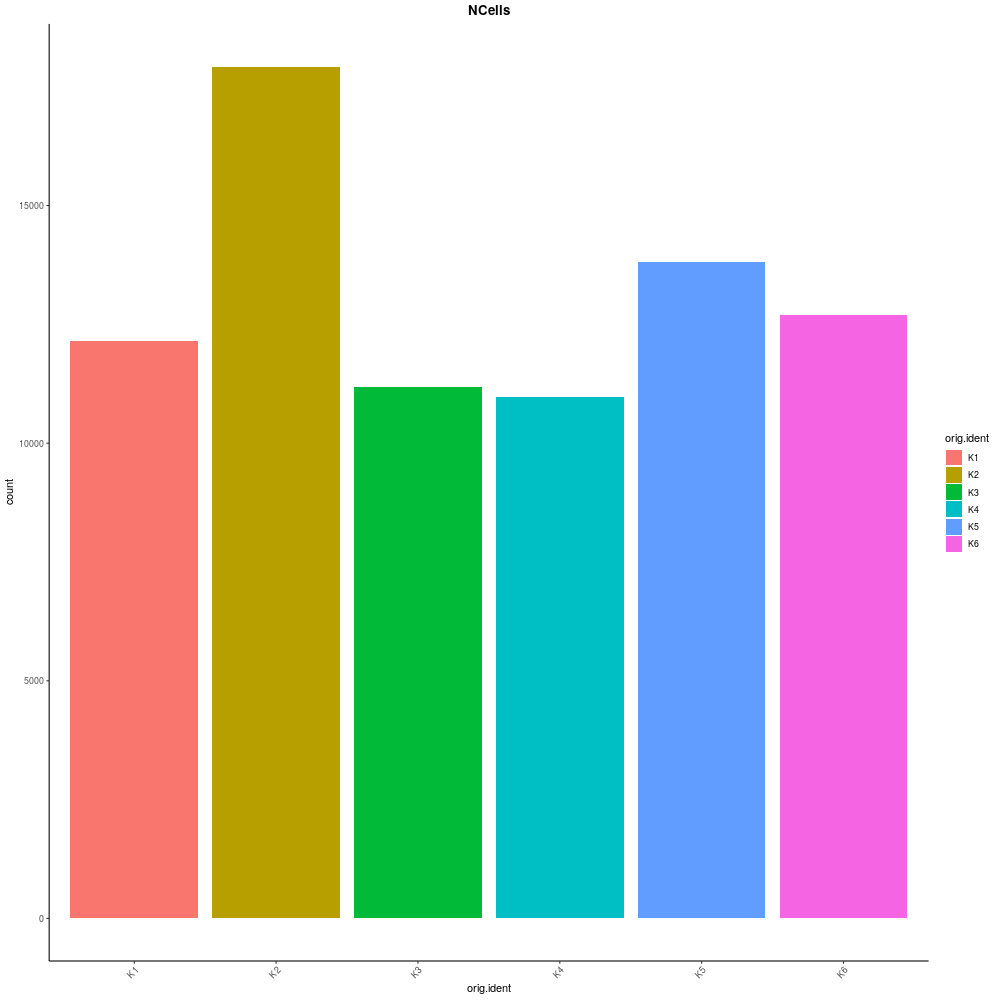 NCells
count
15000
10000
5000
0
K1
K2
K3
K4
K5
K6
orig.ident
orig.ident
K1
K2
K3
K4
K5
K6